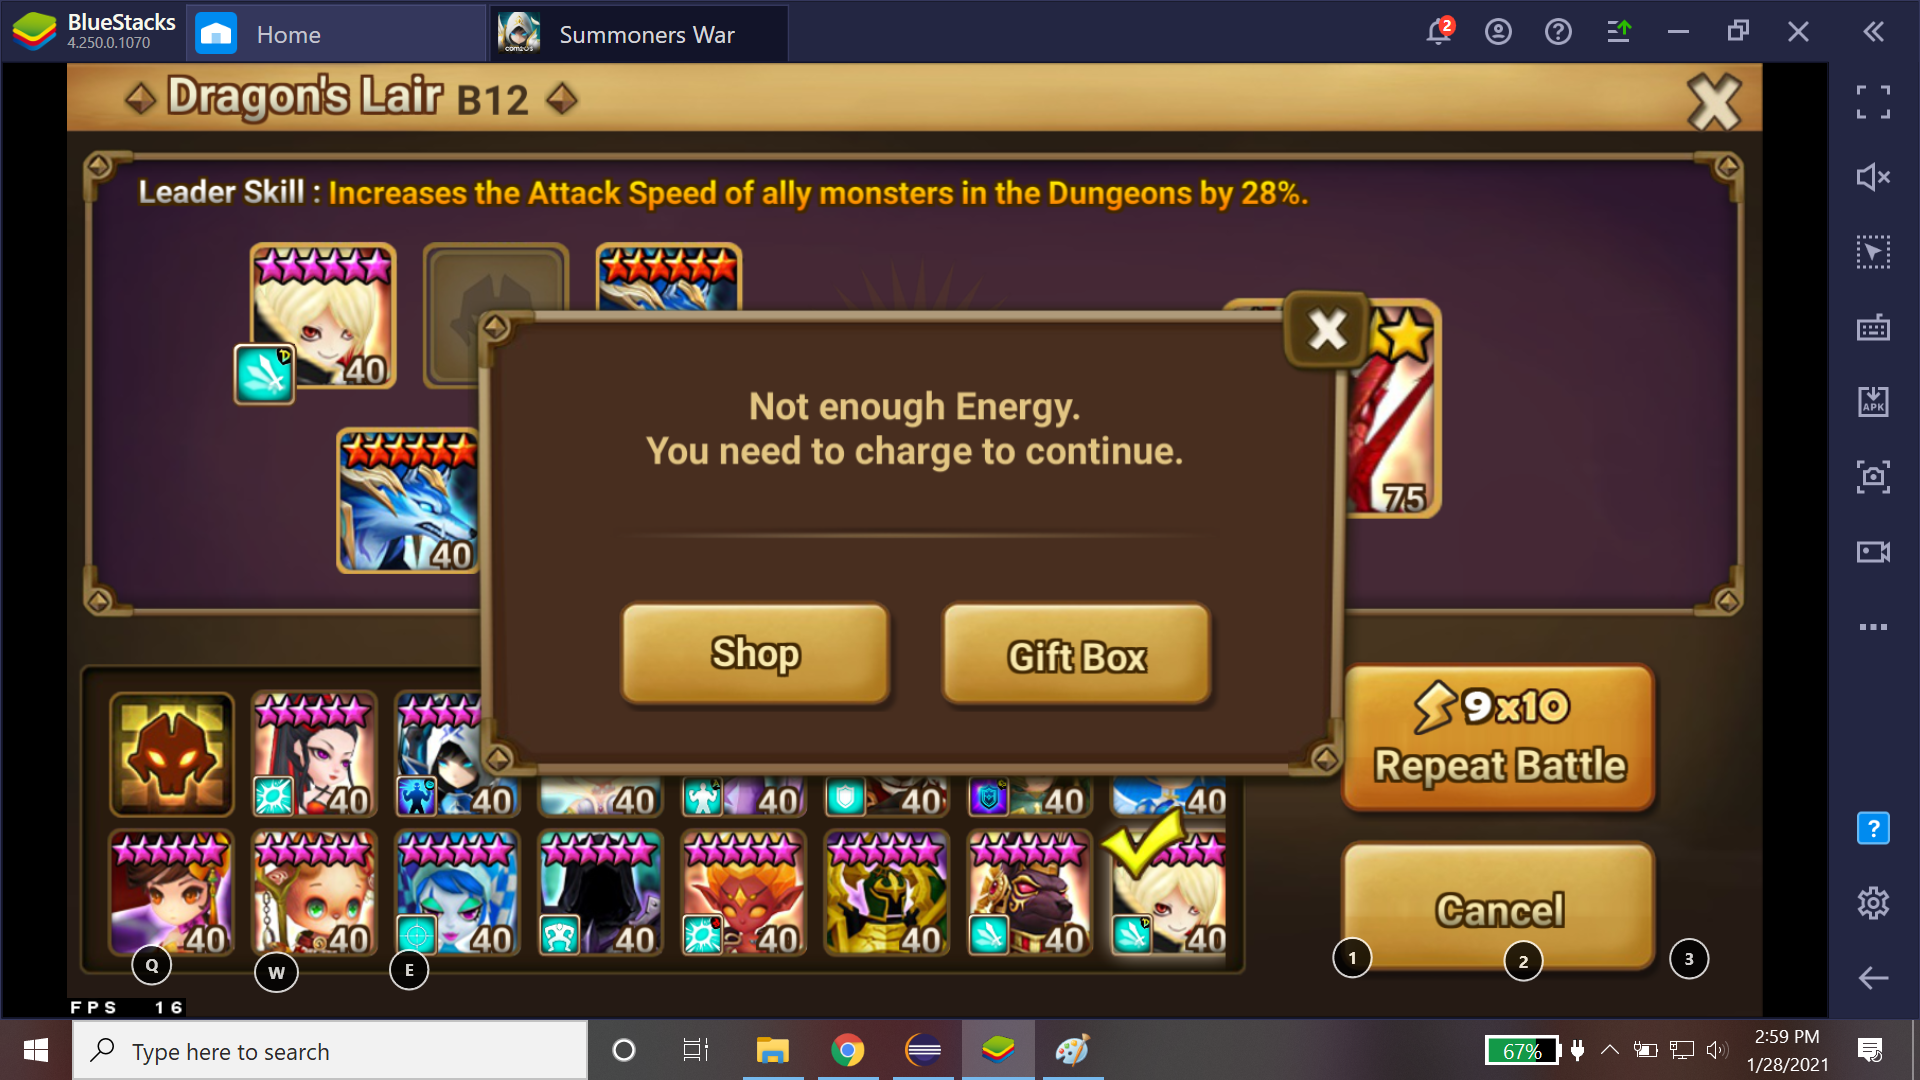 BlueStacks
4.250.0.1070
Home
Summoners War
2
Dragon's Lair B12
Leader Skill : Increases the Attack Speed of ally monsters in the Dungeons by 28%.
40
40
75
Not enough Energy.
You need to charge to continue.
Shop
Gift Box
9x10
Repeat Battle
Cancel
40 40 40 40 40 40 40
40 40 40 40 40 40 40 40
Q W E 1 2 3
FPS 16
APK
?
Type here to search
67%
2:59 PM
1/28/2021